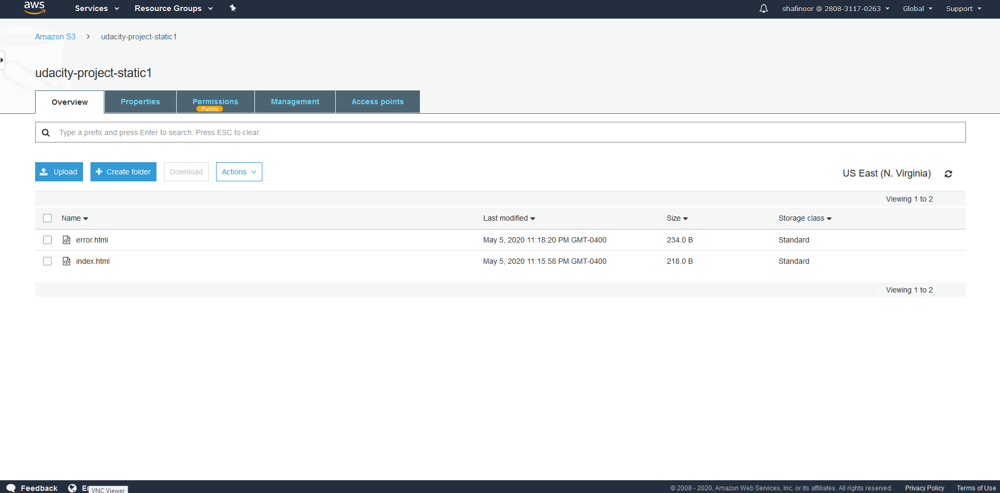 aws Services Resource Groups shafinoor @ 2808-3117-0263 Global Support
Amazon S3 > udacity-project-static1
udacity-project-static1
Overview Properties Permissions Management Access points
Public
Type a prefix and press Enter to search. Press ESC to clear.
Upload Create folder Download Actions US East (N. Virginia)
Viewing 1 to 2
Name Last modified Size Storage class
error.html May 5, 2020 11:18:20 PM GMT-0400 234.0 B Standard
index.html May 5, 2020 11:15:58 PM GMT-0400 218.0 B Standard
Viewing 1 to 2
Feedback VNC Viewer © 2008 - 2020, Amazon Web Services, Inc. or its affiliates. All rights reserved. Privacy Policy Terms of Use